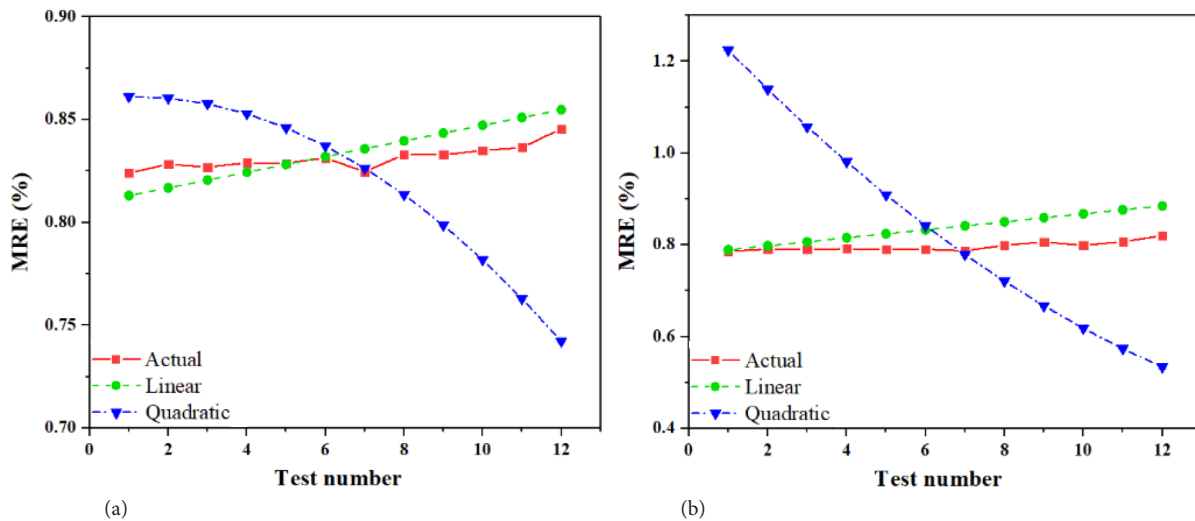 0.90
0.85
0.80
0.75
0.70
MRE (%)
Actual
Linear
Quadratic
0 2 4 6 8 10 12
Test number
(a)
1.2
1.0
0.8
0.6
0.4
MRE (%)
Actual
Linear
Quadratic
0 2 4 6 8 10 12
Test number
(b)